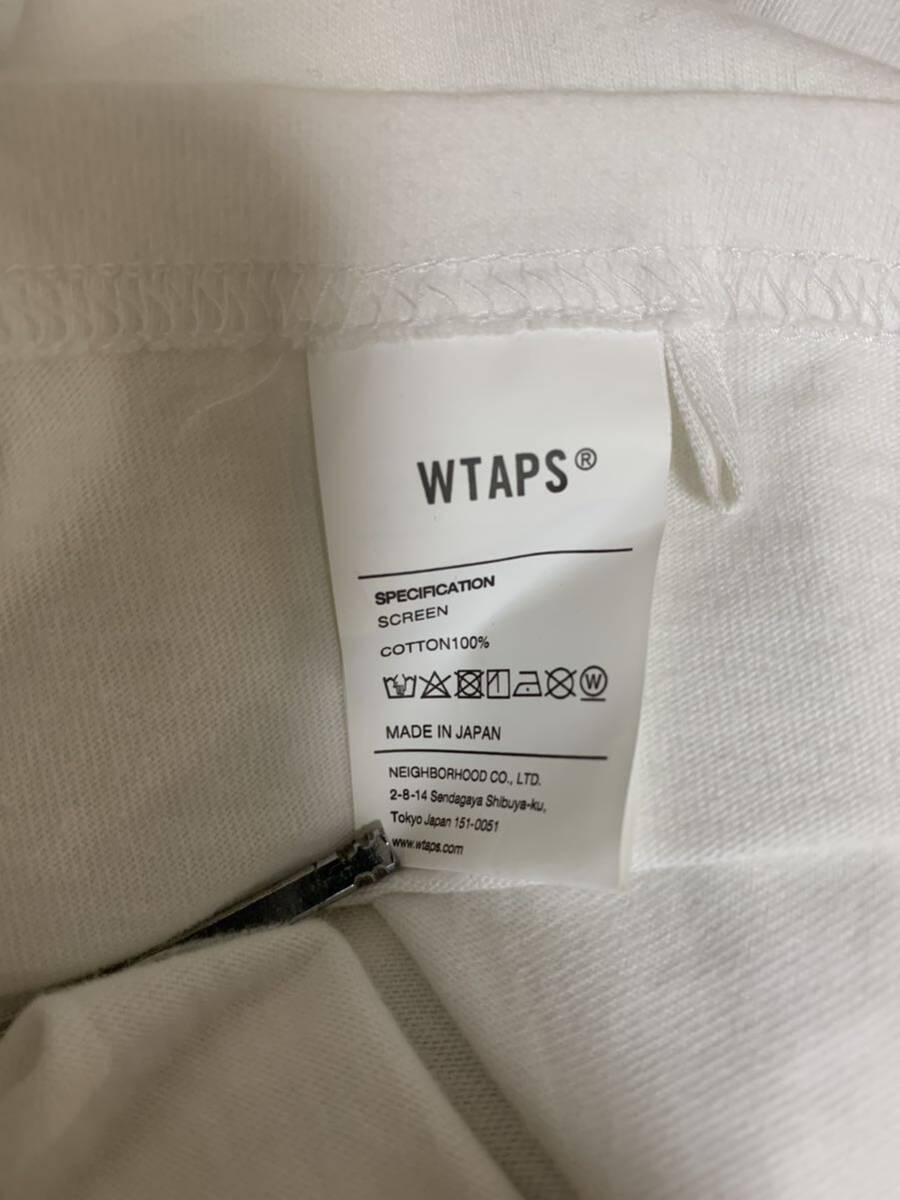 WTAPS®
SPECIFICATION
SCREEN
COTTON100%
W
MADE IN JAPAN
NEIGHBORHOOD CO., LTD.
2-8-14 Sendagaya Shibuya-ku,
Tokyo Japan 151-0051
www.wtaps.com